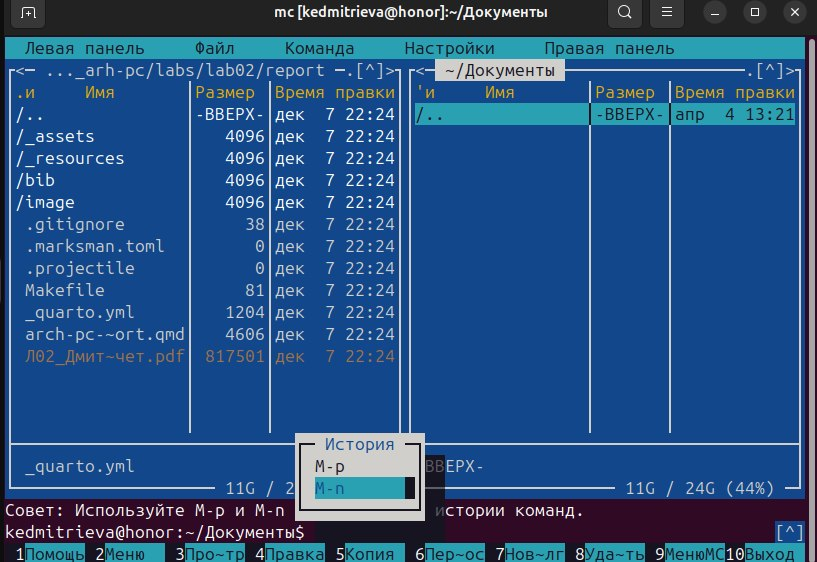 mc [kedmitrieva@honor]:~/Документы
Левая панель Файл Команда Настройки Правая панель
<─ ..._arh-pc/labs/lab02/report ─.[^]> <─ ~/Документы .[^]>
.и Имя Размер Время правки 'и Имя Размер Время правки
/.. -ВВЕРХ- дек 7 22:24 /.. -ВВЕРХ- апр 4 13:21
/_assets 4096 дек 7 22:24
/_resources 4096 дек 7 22:24
/bib 4096 дек 7 22:24
/image 4096 дек 7 22:24
.gitignore 38 дек 7 22:24
.marksman.toml 0 дек 7 22:24
.projectile 0 дек 7 22:24
Makefile 81 дек 7 22:24
_quarto.yml 1204 дек 7 22:24
arch-pc-~ort.qmd 4606 дек 7 22:24
Л02_Дмит~чет.pdf 817501 дек 7 22:24
История
_quarto.yml M-p ВВЕРХ-
11G / 2 M-n 11G / 24G (44%)
Совет: Используйте M-p и M-n истории команд.
kedmitrieva@honor:~/Документы$ [^]
1Помощь 2Меню 3Про~тр 4Правка 5Копия 6Пер~ос 7Нов~лг 8Уда~ть 9МенюMC 10Выход